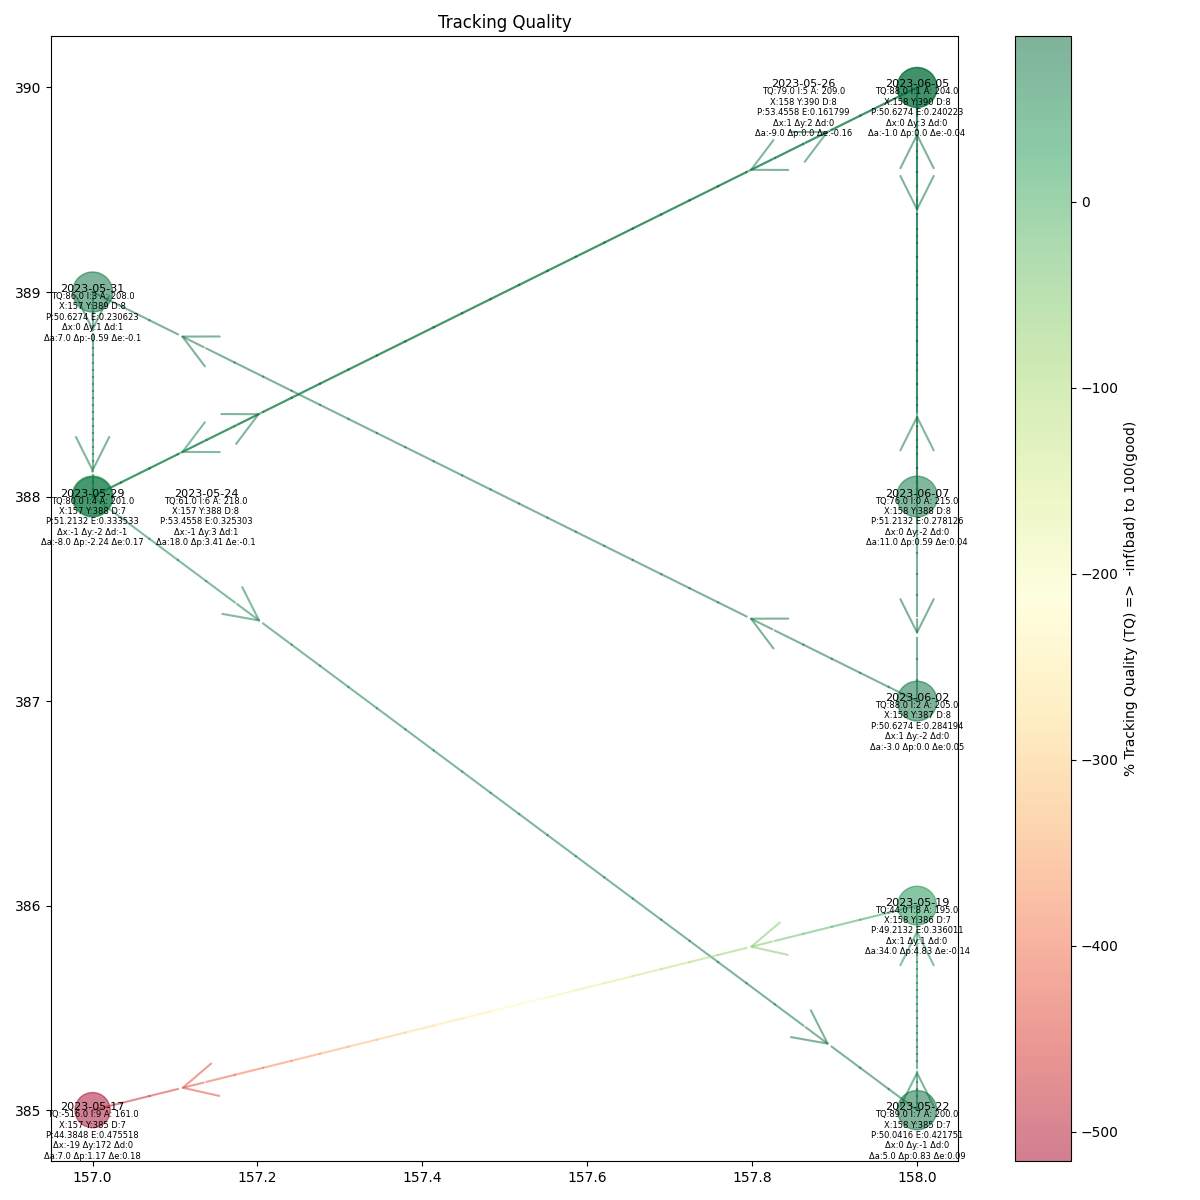 Tracking Quality
390
389
388
387
386
385
157.0
157.2
157.4
157.6
157.8
158.0
2023-05-26
TQ:79.0 I:5 A: 209.0
X:158 Y:390 D:8
P:53.4558 E:0.161799
Δx:1 Δy:2 Δd:0
Δa:-9.0 Δp:0.0 Δe:-0.16
2023-06-05
TQ:88.0 I:1 A: 204.0
X:158 Y:390 D:8
P:50.6274 E:0.240223
Δx:0 Δy:3 Δd:0
Δa:-1.0 Δp:0.0 Δe:-0.04
2023-05-31
TQ:86.0 I:3 A: 208.0
X:157 Y:389 D:8
P:50.6274 E:0.230623
Δx:0 Δy:1 Δd:1
Δa:7.0 Δp:-0.59 Δe:-0.1
2023-05-29
TQ:80.0 I:4 A: 201.0
X:157 Y:388 D:7
P:51.2132 E:0.333533
Δx:-1 Δy:-2 Δd:-1
Δa:-8.0 Δp:-2.24 Δe:0.17
2023-05-24
TQ:61.0 I:6 A: 218.0
X:157 Y:388 D:8
P:53.4558 E:0.325303
Δx:-1 Δy:3 Δd:1
Δa:18.0 Δp:3.41 Δe:-0.1
2023-06-07
TQ:76.0 I:0 A: 215.0
X:158 Y:388 D:8
P:51.2132 E:0.278126
Δx:0 Δy:-2 Δd:0
Δa:11.0 Δp:0.59 Δe:0.04
2023-06-02
TQ:88.0 I:2 A: 205.0
X:158 Y:387 D:8
P:50.6274 E:0.284194
Δx:1 Δy:-2 Δd:0
Δa:-3.0 Δp:0.0 Δe:0.05
2023-05-19
TQ:44.0 I:8 A: 195.0
X:158 Y:386 D:7
P:49.2132 E:0.336011
Δx:1 Δy:1 Δd:0
Δa:34.0 Δp:4.83 Δe:-0.14
2023-05-17
TQ:-516.0 I:9 A: 161.0
X:157 Y:385 D:7
P:44.3848 E:0.475518
Δx:-19 Δy:172 Δd:0
Δa:7.0 Δp:1.17 Δe:0.18
2023-05-22
TQ:89.0 I:7 A: 200.0
X:158 Y:385 D:7
P:50.0416 E:0.421751
Δx:0 Δy:-1 Δd:0
Δa:5.0 Δp:0.83 Δe:0.09
0
−100
−200
−300
−400
−500
% Tracking Quality (TQ) => -inf(bad) to 100(good)